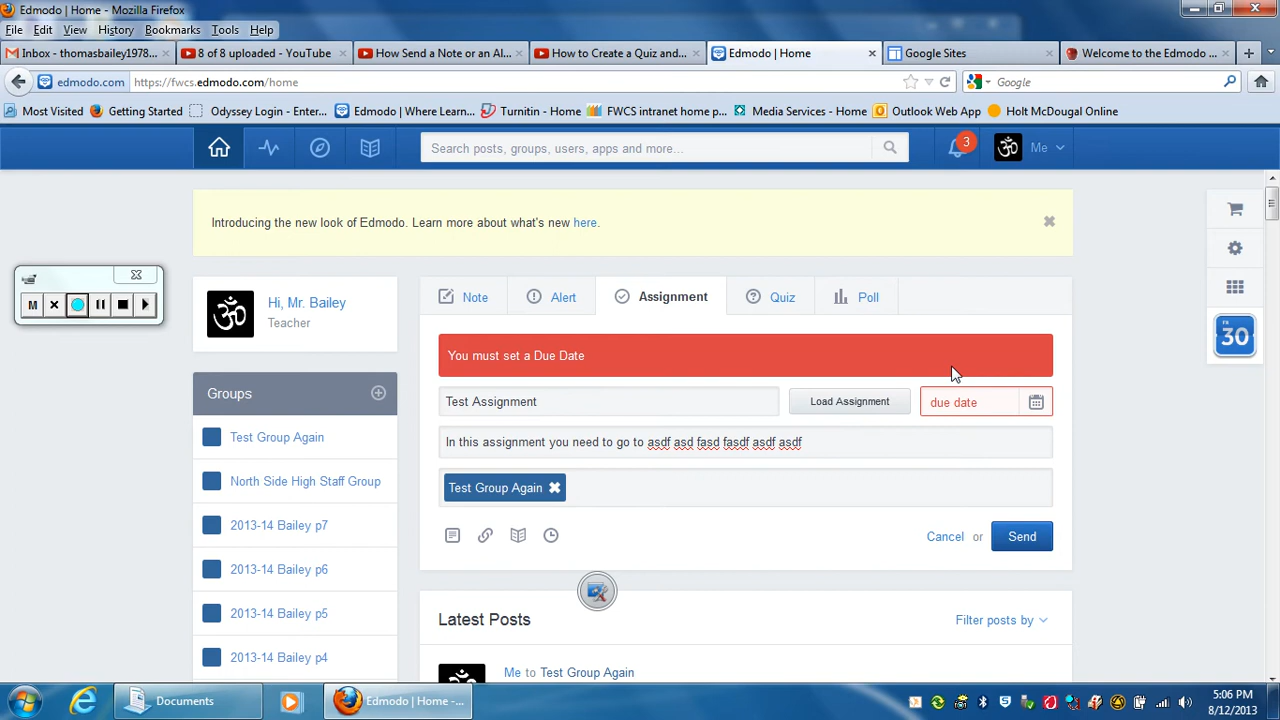 Edmodo | Home - Mozilla Firefox
File Edit View History Bookmarks Tools Help
Inbox - thomasbailey1978... 8 of 8 uploaded - YouTube How Send a Note or an Al... How to Create a Quiz and... Edmodo | Home Google Sites Welcome to the Edmodo ...
edmodo.com https://fwcs.edmodo.com/home Google
Most Visited Getting Started Odyssey Login - Enter... Edmodo | Where Learn... Turnitin - Home FWCS intranet home p... Media Services - Home Outlook Web App Holt McDougal Online
Search posts, groups, users, apps and more... 3 Me
Introducing the new look of Edmodo. Learn more about what's new here.
M
Hi, Mr. Bailey
Teacher
Note Alert Assignment Quiz Poll
30
You must set a Due Date
Groups
Test Assignment Load Assignment due date
Test Group Again
In this assignment you need to go to asdf asd fasd fasdf asdf asdf
North Side High Staff Group
Test Group Again
2013-14 Bailey p7
Cancel or Send
2013-14 Bailey p6
2013-14 Bailey p5
Latest Posts Filter posts by
2013-14 Bailey p4
Me to Test Group Again
Documents Edmodo | Home -...
5:06 PM
8/12/2013